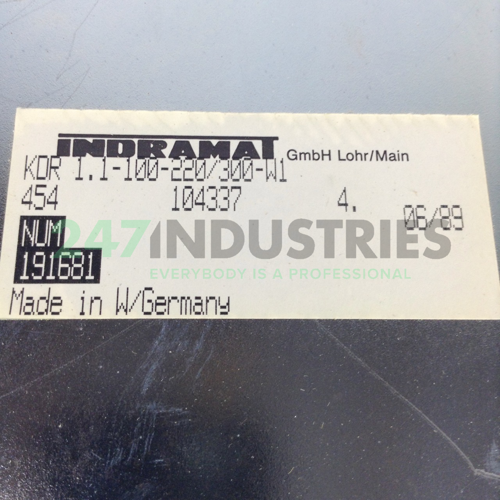 INDRAMAT GmbH Lohr/Main
KDR 1.1-100-220/300-W1
454 104337 4. 06/89
NUM
191681
247INDUSTRIES
EVERYBODY IS A PROFESSIONAL
Made in W/Germany